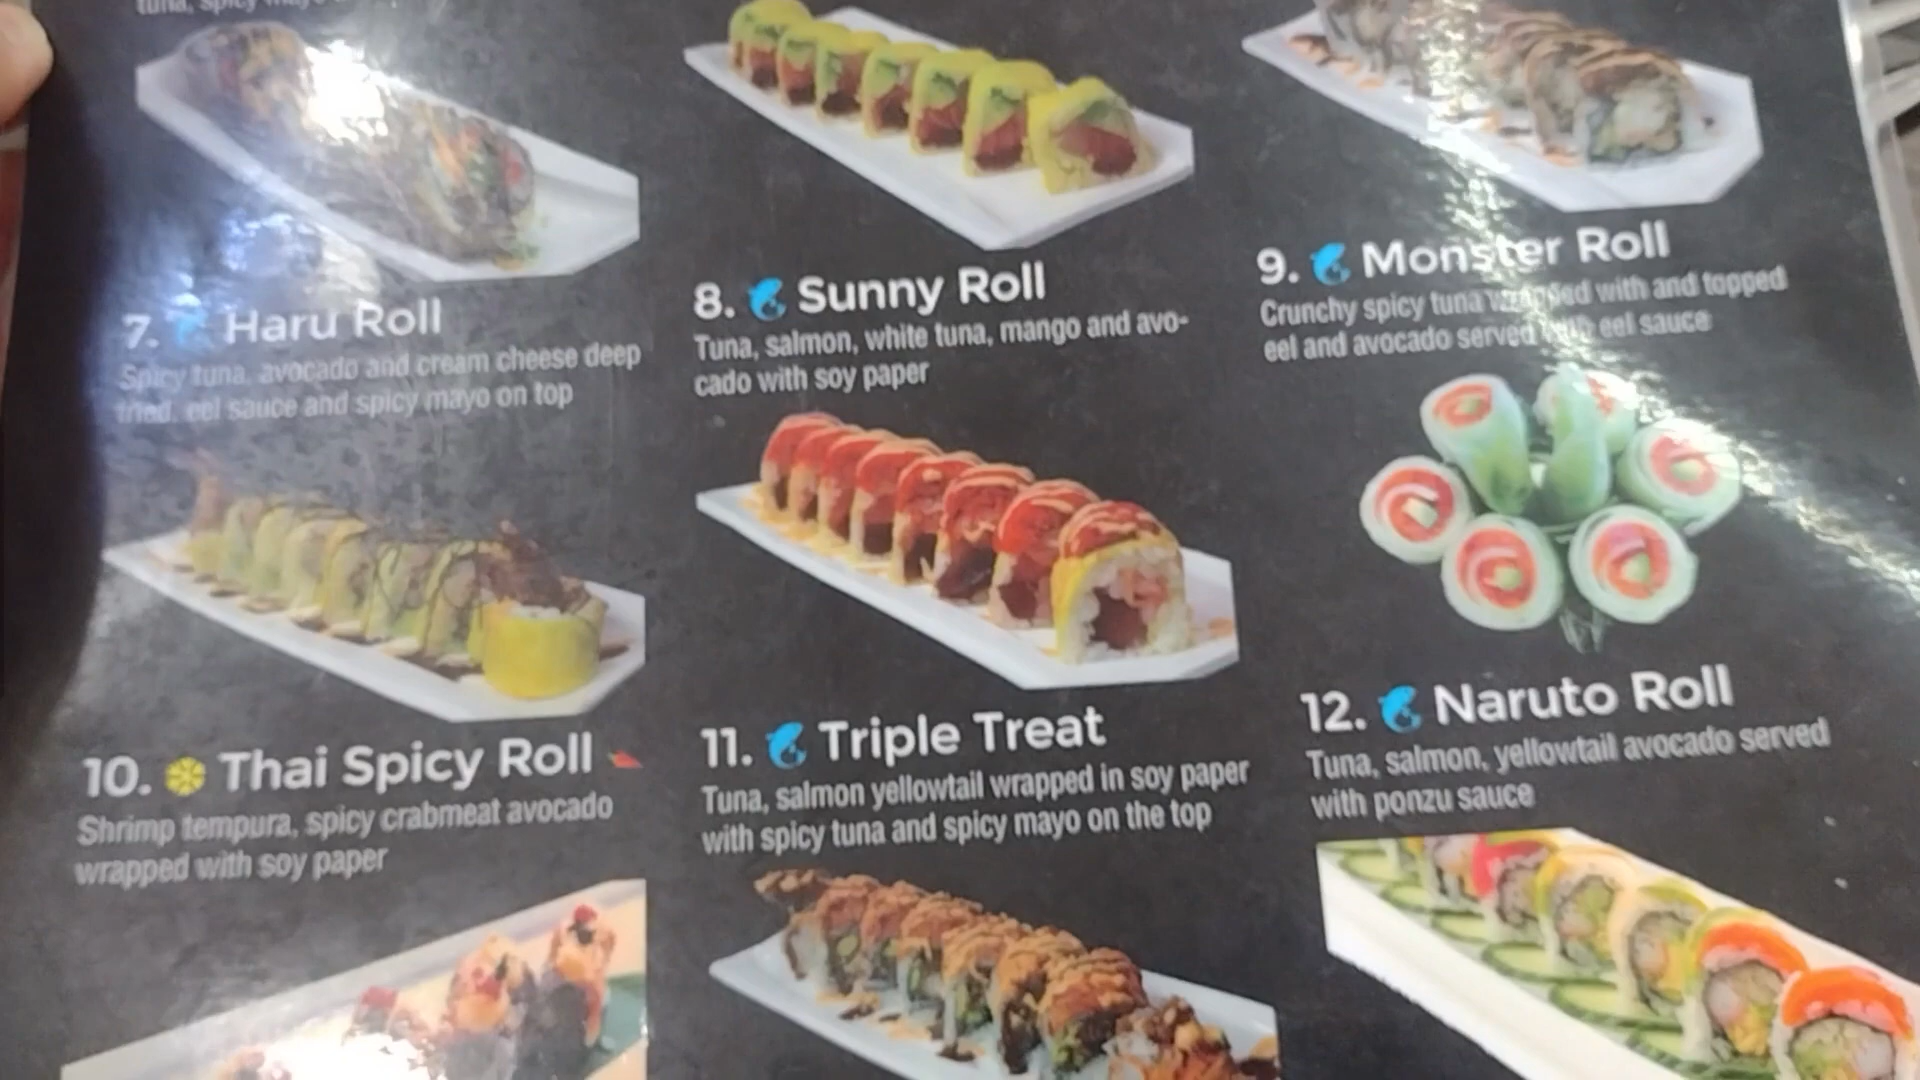 tuna, spicy mayo
7. Haru Roll
Spicy tuna, avocado and cream cheese deep
fried, eel sauce and spicy mayo on top
8. Sunny Roll
Tuna, salmon, white tuna, mango and avo-
cado with soy paper
9. Monster Roll
Crunchy spicy tuna wrapped with and topped
eel and avocado served with eel sauce
10. Thai Spicy Roll
Shrimp tempura, spicy crabmeat avocado
wrapped with soy paper
11. Triple Treat
Tuna, salmon yellowtail wrapped in soy paper
with spicy tuna and spicy mayo on the top
12. Naruto Roll
Tuna, salmon, yellowtail avocado served
with ponzu sauce